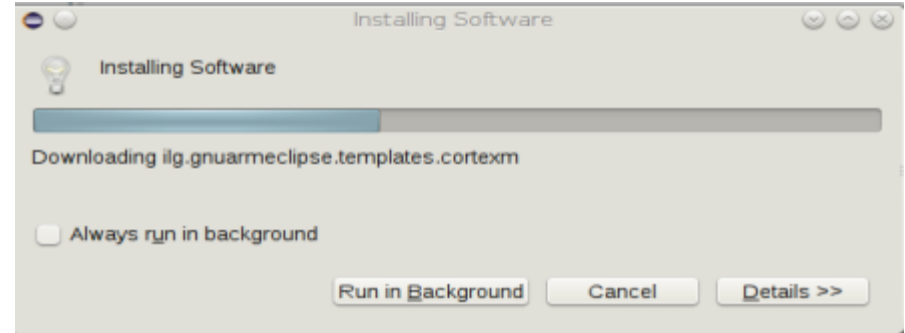 Installing Software
Installing Software
Downloading ilg.gnuarmeclipse.templates.cortexm
Always run in background
Run in Background Cancel Details >>